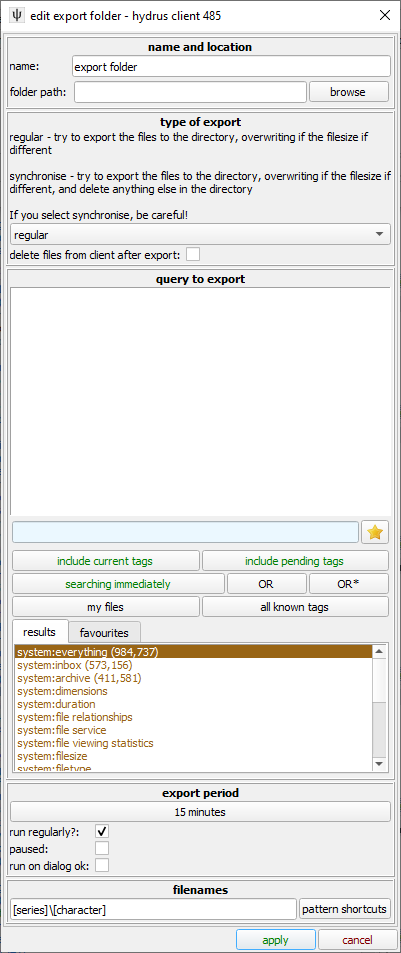 ψ edit export folder - hydrus client 485
name and location
name: export folder
folder path: browse
type of export
regular - try to export the files to the directory, overwriting if the filesize if
different
synchronise - try to export the files to the directory, overwriting if the filesize if
different, and delete anything else in the directory
If you select synchronise, be careful!
regular
delete files from client after export:
query to export
include current tags include pending tags
searching immediately OR OR*
my files all known tags
results favourites
system:everything (984,737)
system:inbox (573,156)
system:archive (411,581)
system:dimensions
system:duration
system:file relationships
system:file service
system:file viewing statistics
system:filesize
system:filetype
export period
15 minutes
run regularly?:
paused:
run on dialog ok:
filenames
[series]\[character] pattern shortcuts
apply cancel